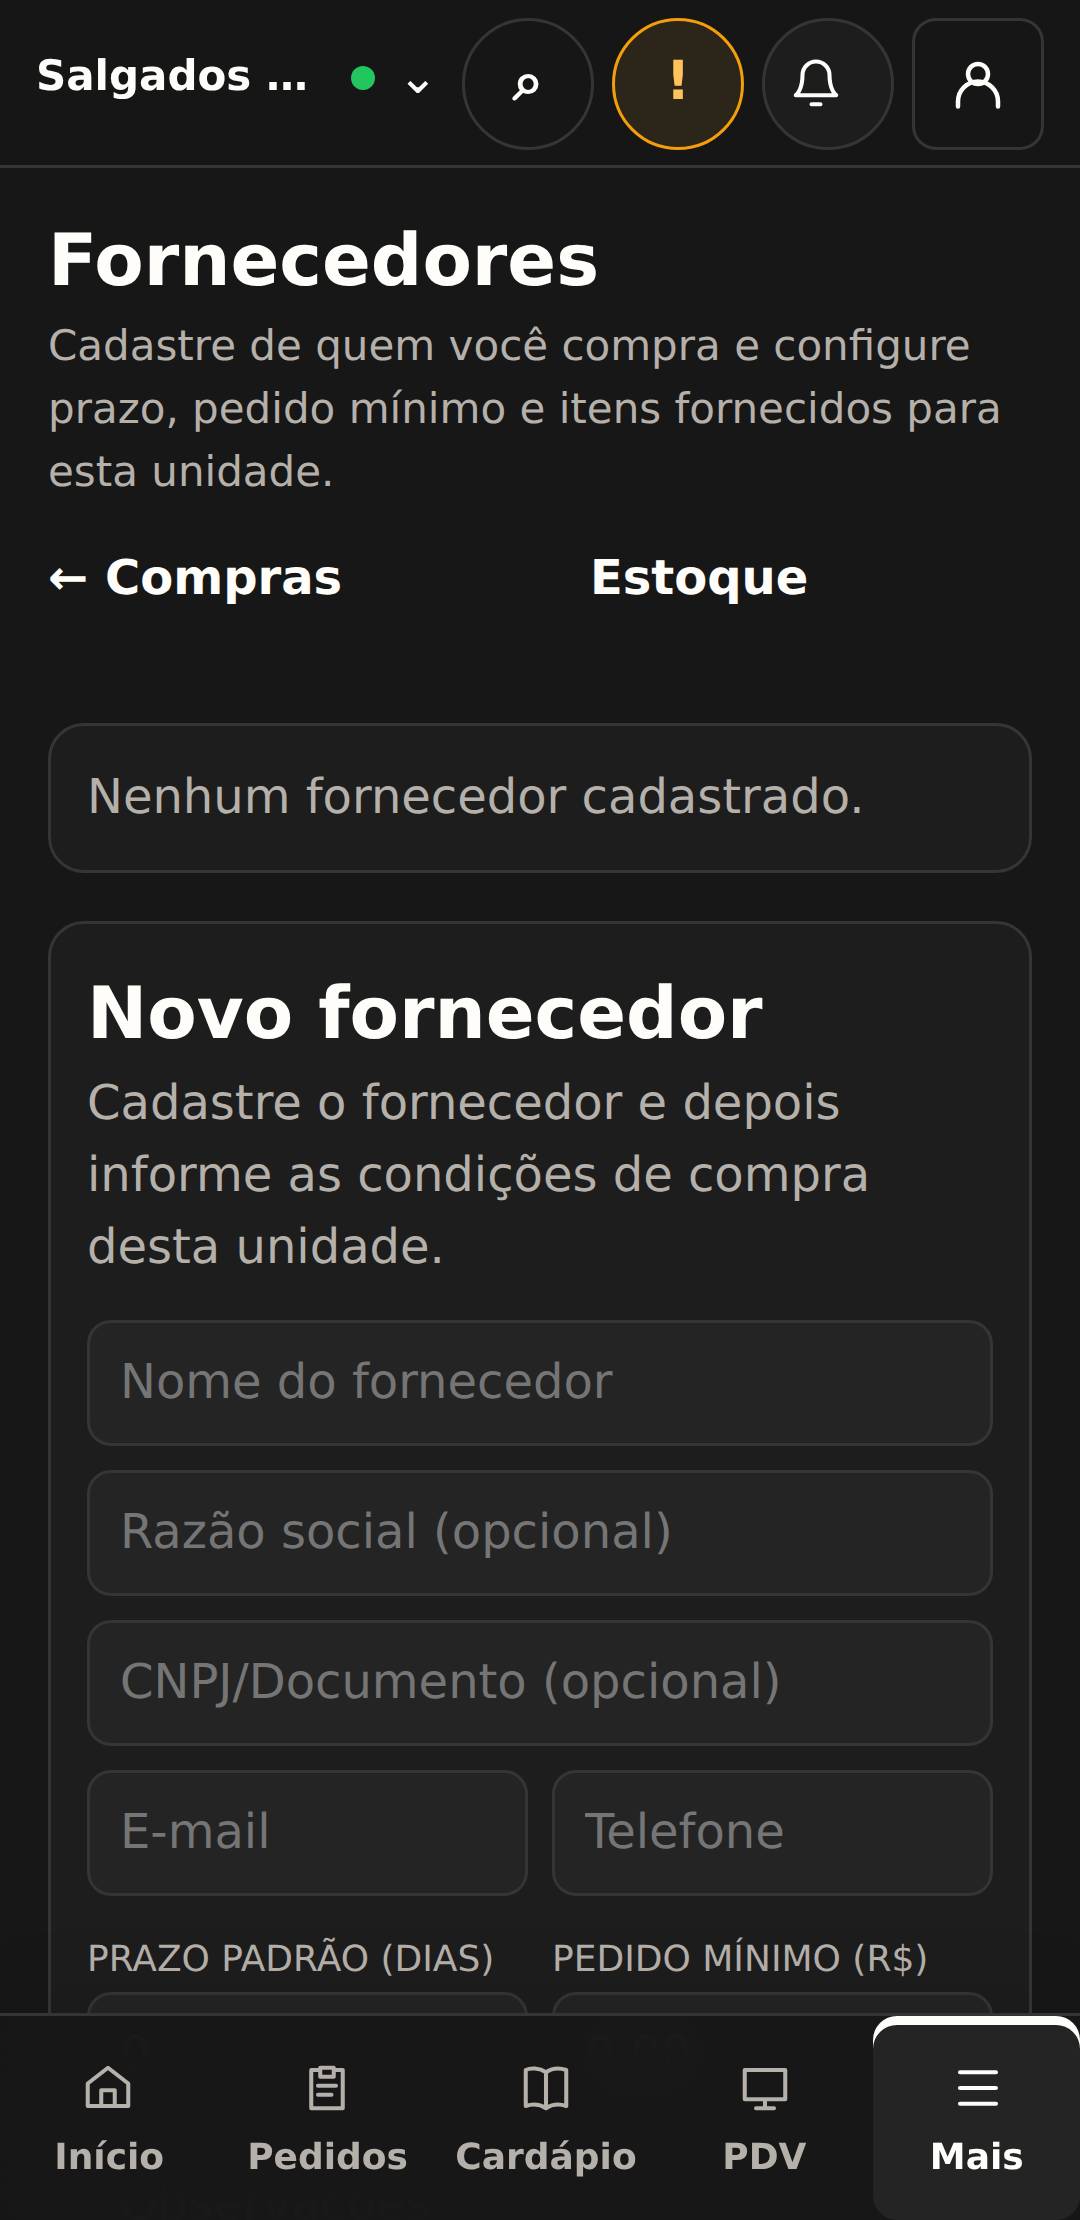 Salgados ...
!
Fornecedores
Cadastre de quem você compra e configure
prazo, pedido mínimo e itens fornecidos para
esta unidade.
← Compras
Estoque
Nenhum fornecedor cadastrado.
Novo fornecedor
Cadastre o fornecedor e depois
informe as condições de compra
desta unidade.
Nome do fornecedor
Razão social (opcional)
CNPJ/Documento (opcional)
E-mail
Telefone
PRAZO PADRÃO (DIAS)
PEDIDO MÍNIMO (R$)
Início
Pedidos
Cardápio
PDV
Mais